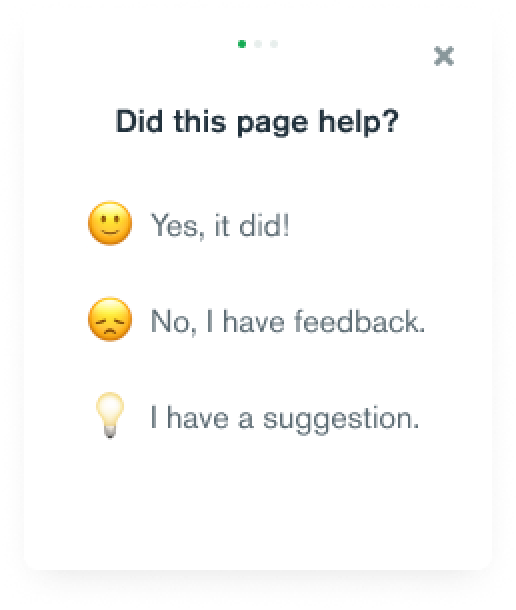 Did this page help?
Yes, it did!
No, I have feedback.
I have a suggestion.